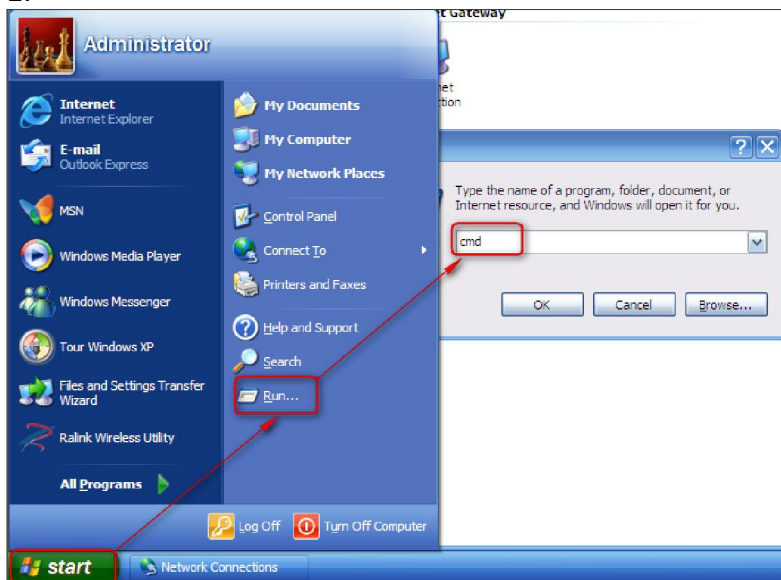 t Gateway
Administrator
Internet
Internet Explorer
E-mail
Outlook Express
MSN
Windows Media Player
Windows Messenger
Tour Windows XP
Files and Settings Transfer
Wizard
Ralink Wireless Utility
All Programs
My Documents
My Computer
My Network Places
Control Panel
Connect To
Printers and Faxes
Help and Support
Search
Run...
Log Off
Turn Off Computer
net
ction
Type the name of a program, folder, document, or
Internet resource, and Windows will open it for you.
cmd
OK Cancel Browse...
start
Network Connections